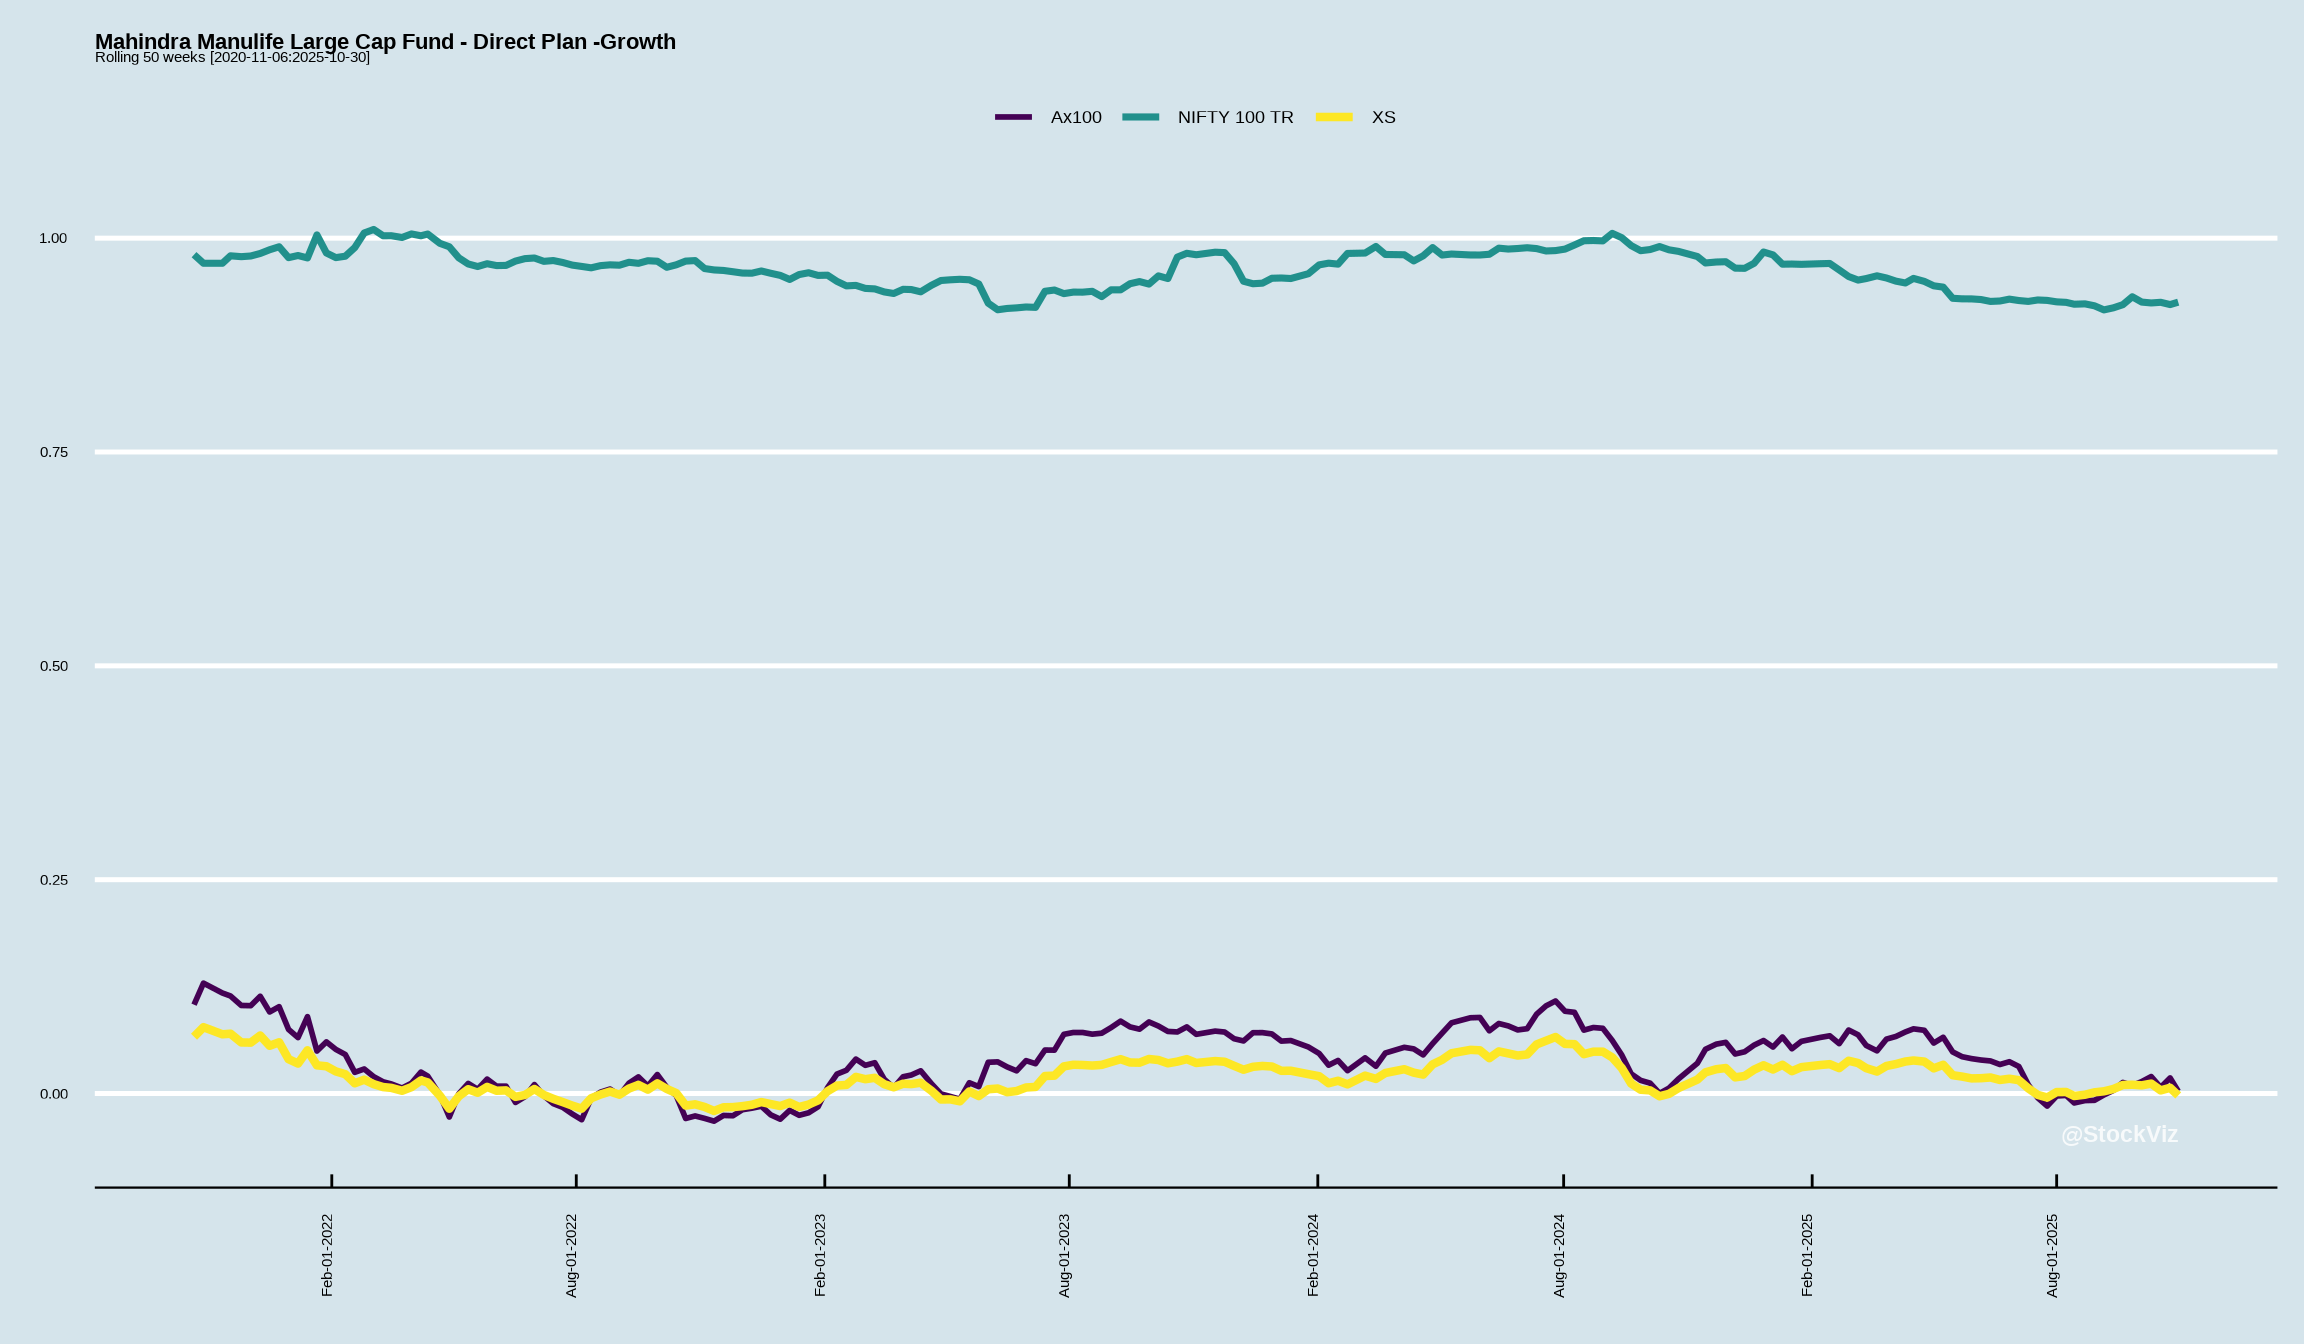 Mahindra Manulife Large Cap Fund - Direct Plan -Growth
Rolling 50 weeks [2020-11-06:2025-10-30]
Ax100 NIFTY 100 TR XS
1.00
0.75
0.50
0.25
0.00
@StockViz
Feb-01-2022
Aug-01-2022
Feb-01-2023
Aug-01-2023
Feb-01-2024
Aug-01-2024
Feb-01-2025
Aug-01-2025